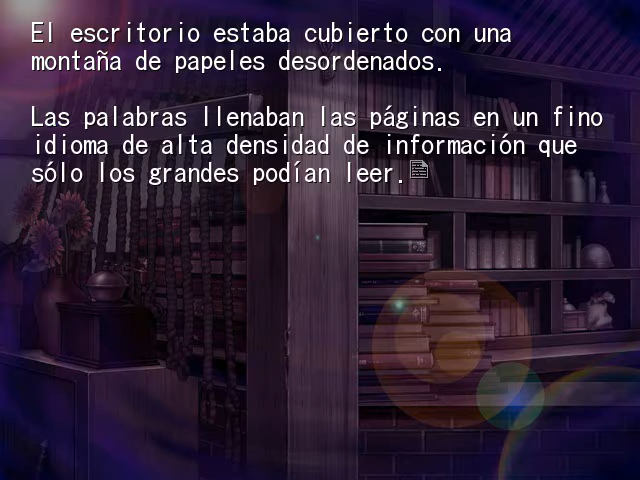 El escritorio estaba cubierto con una
montaña de papeles desordenados.
Las palabras llenaban las páginas en un fino
idioma de alta densidad de información que
sólo los grandes podían leer.